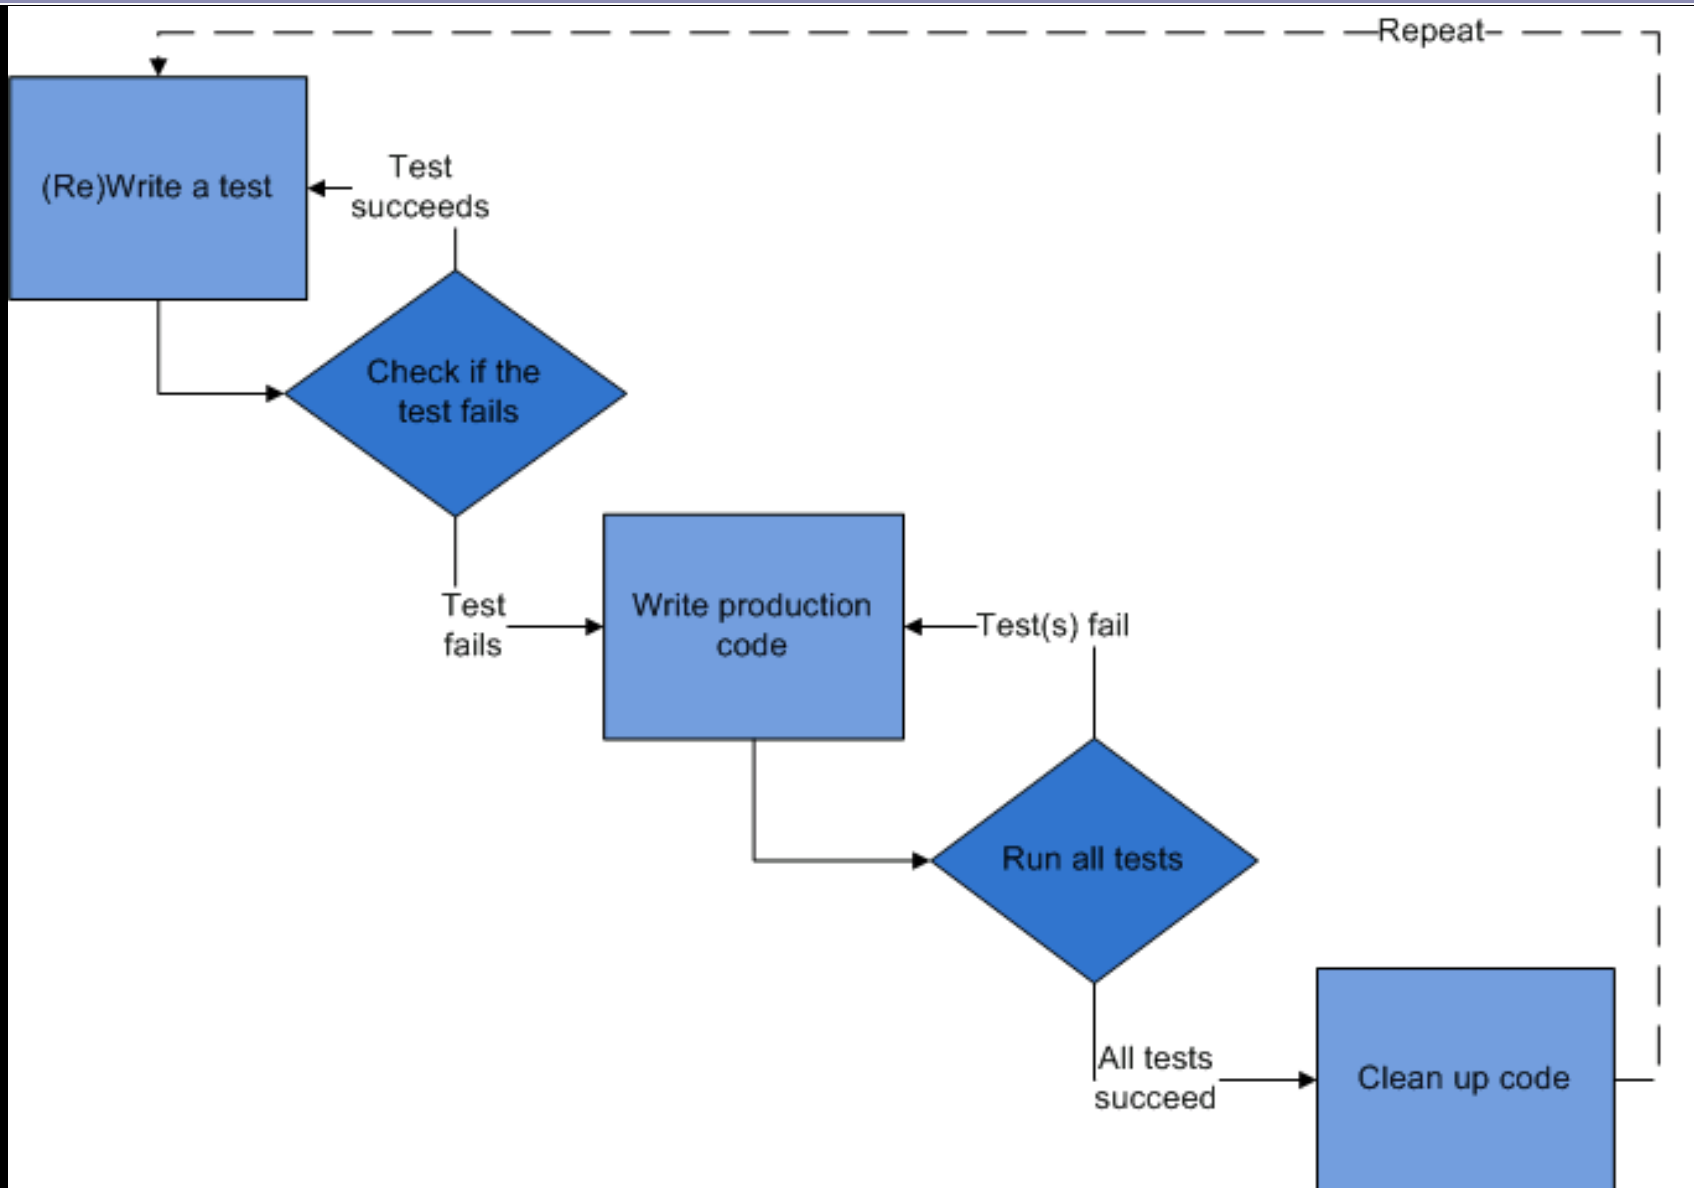 Repeat
(Re)Write a test
Test
succeeds
Check if the
test fails
Test
fails
Write production
code
Test(s) fail
Run all tests
All tests
succeed
Clean up code